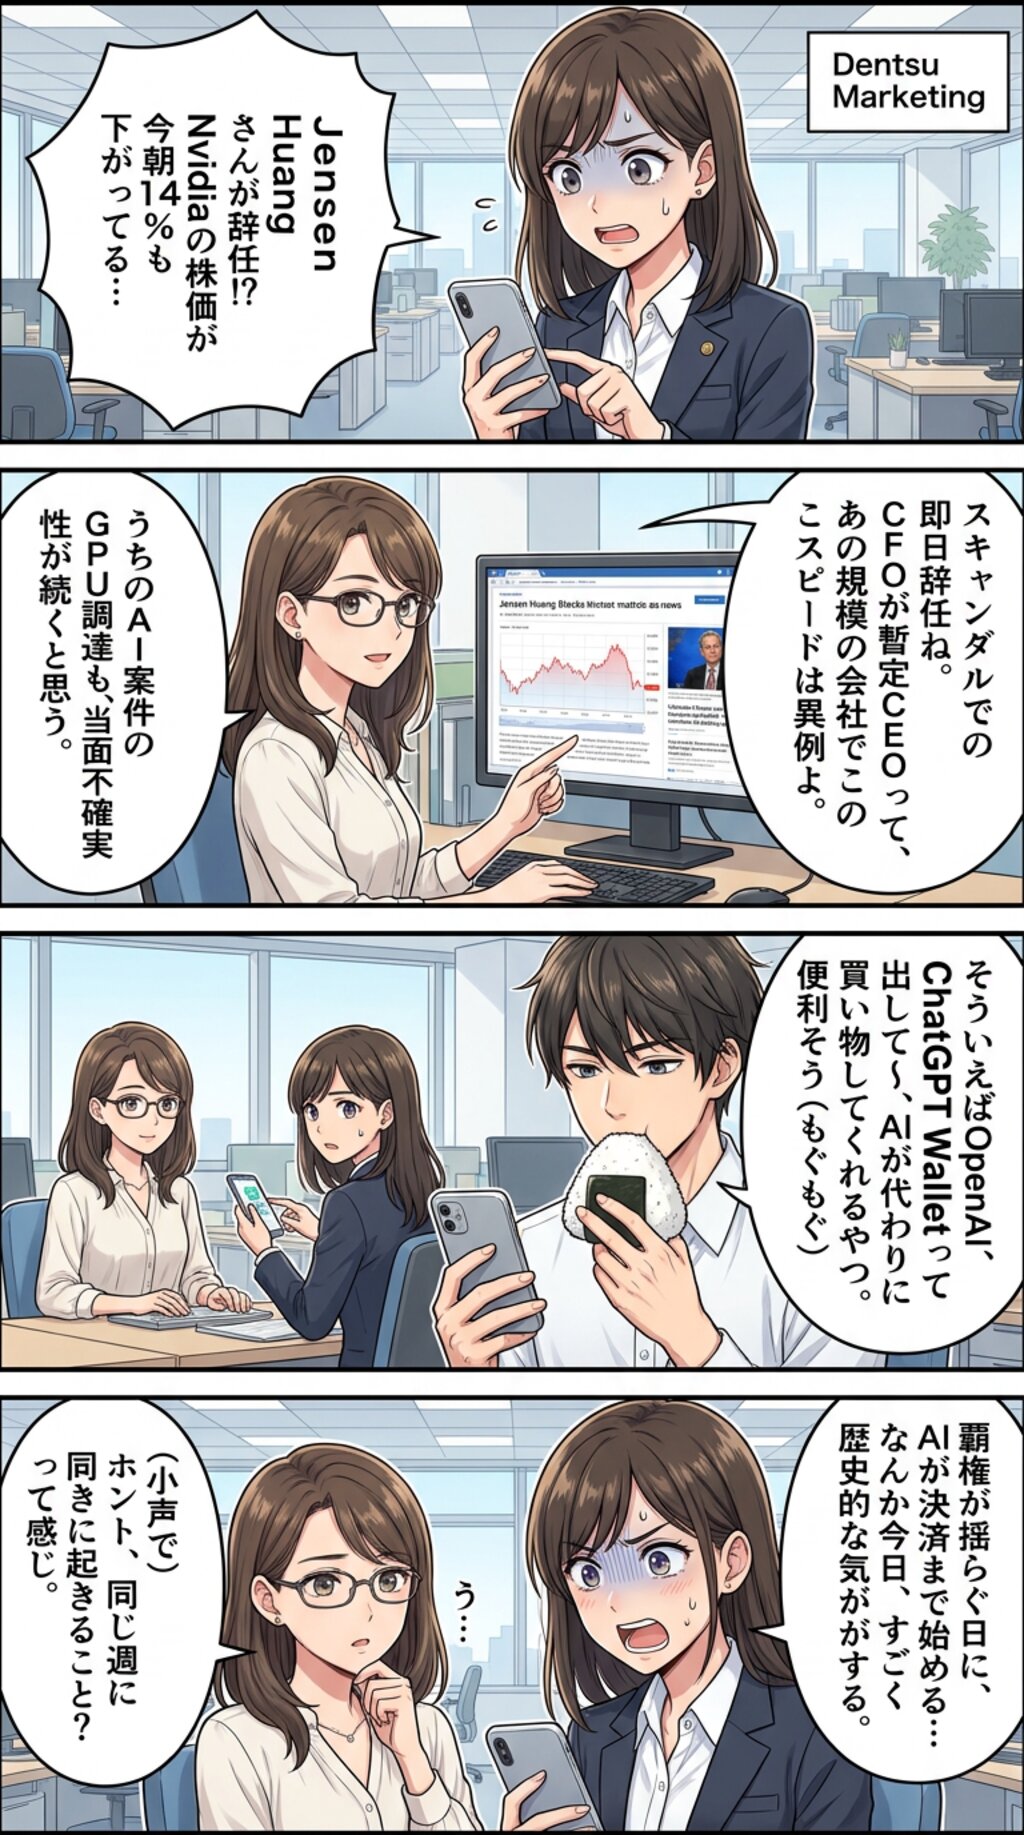 Dentsu
Marketing
Jensen
Huang
さんが辞任!?
Nvidiaの株価が
今朝14%も
下がってる…
スキャンダルでの
即日辞任ね。
CFOが暫定CEOって、
あの規模の会社でこの
こスピードは異例よ。
Jensen Huang
as news
うちのAI案件の
GPU調達も、当面不確実
性が続くと思う。
そういえばOpenAI、
ChatGPT Walletって
出して〜、AIが代わりに
買い物してくれるやつ。
便利そう(もぐもぐ)
覇権が揺らぐ日に、
AIが決済まで始める…
なんか今日、すごく
歴史的な気ががする。
う…
(小声で)
ホント、同じ週に
同きに起きること?
って感じ。